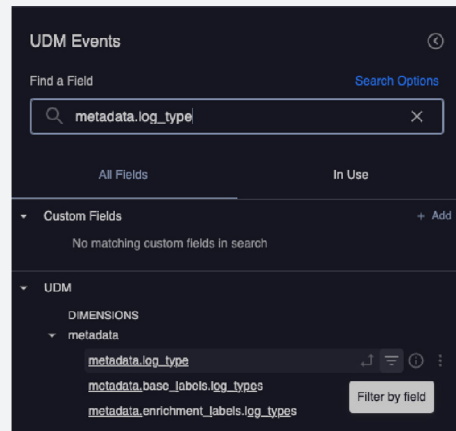 UDM Events
Find a Field Search Options
metadata.log_type
All Fields In Use
Custom Fields + Add
No matching custom fields in search
UDM
DIMENSIONS
metadata
metadata.log_type
metadata.base_labels.log_types
metadata.enrichment_labels.log_types
Filter by field